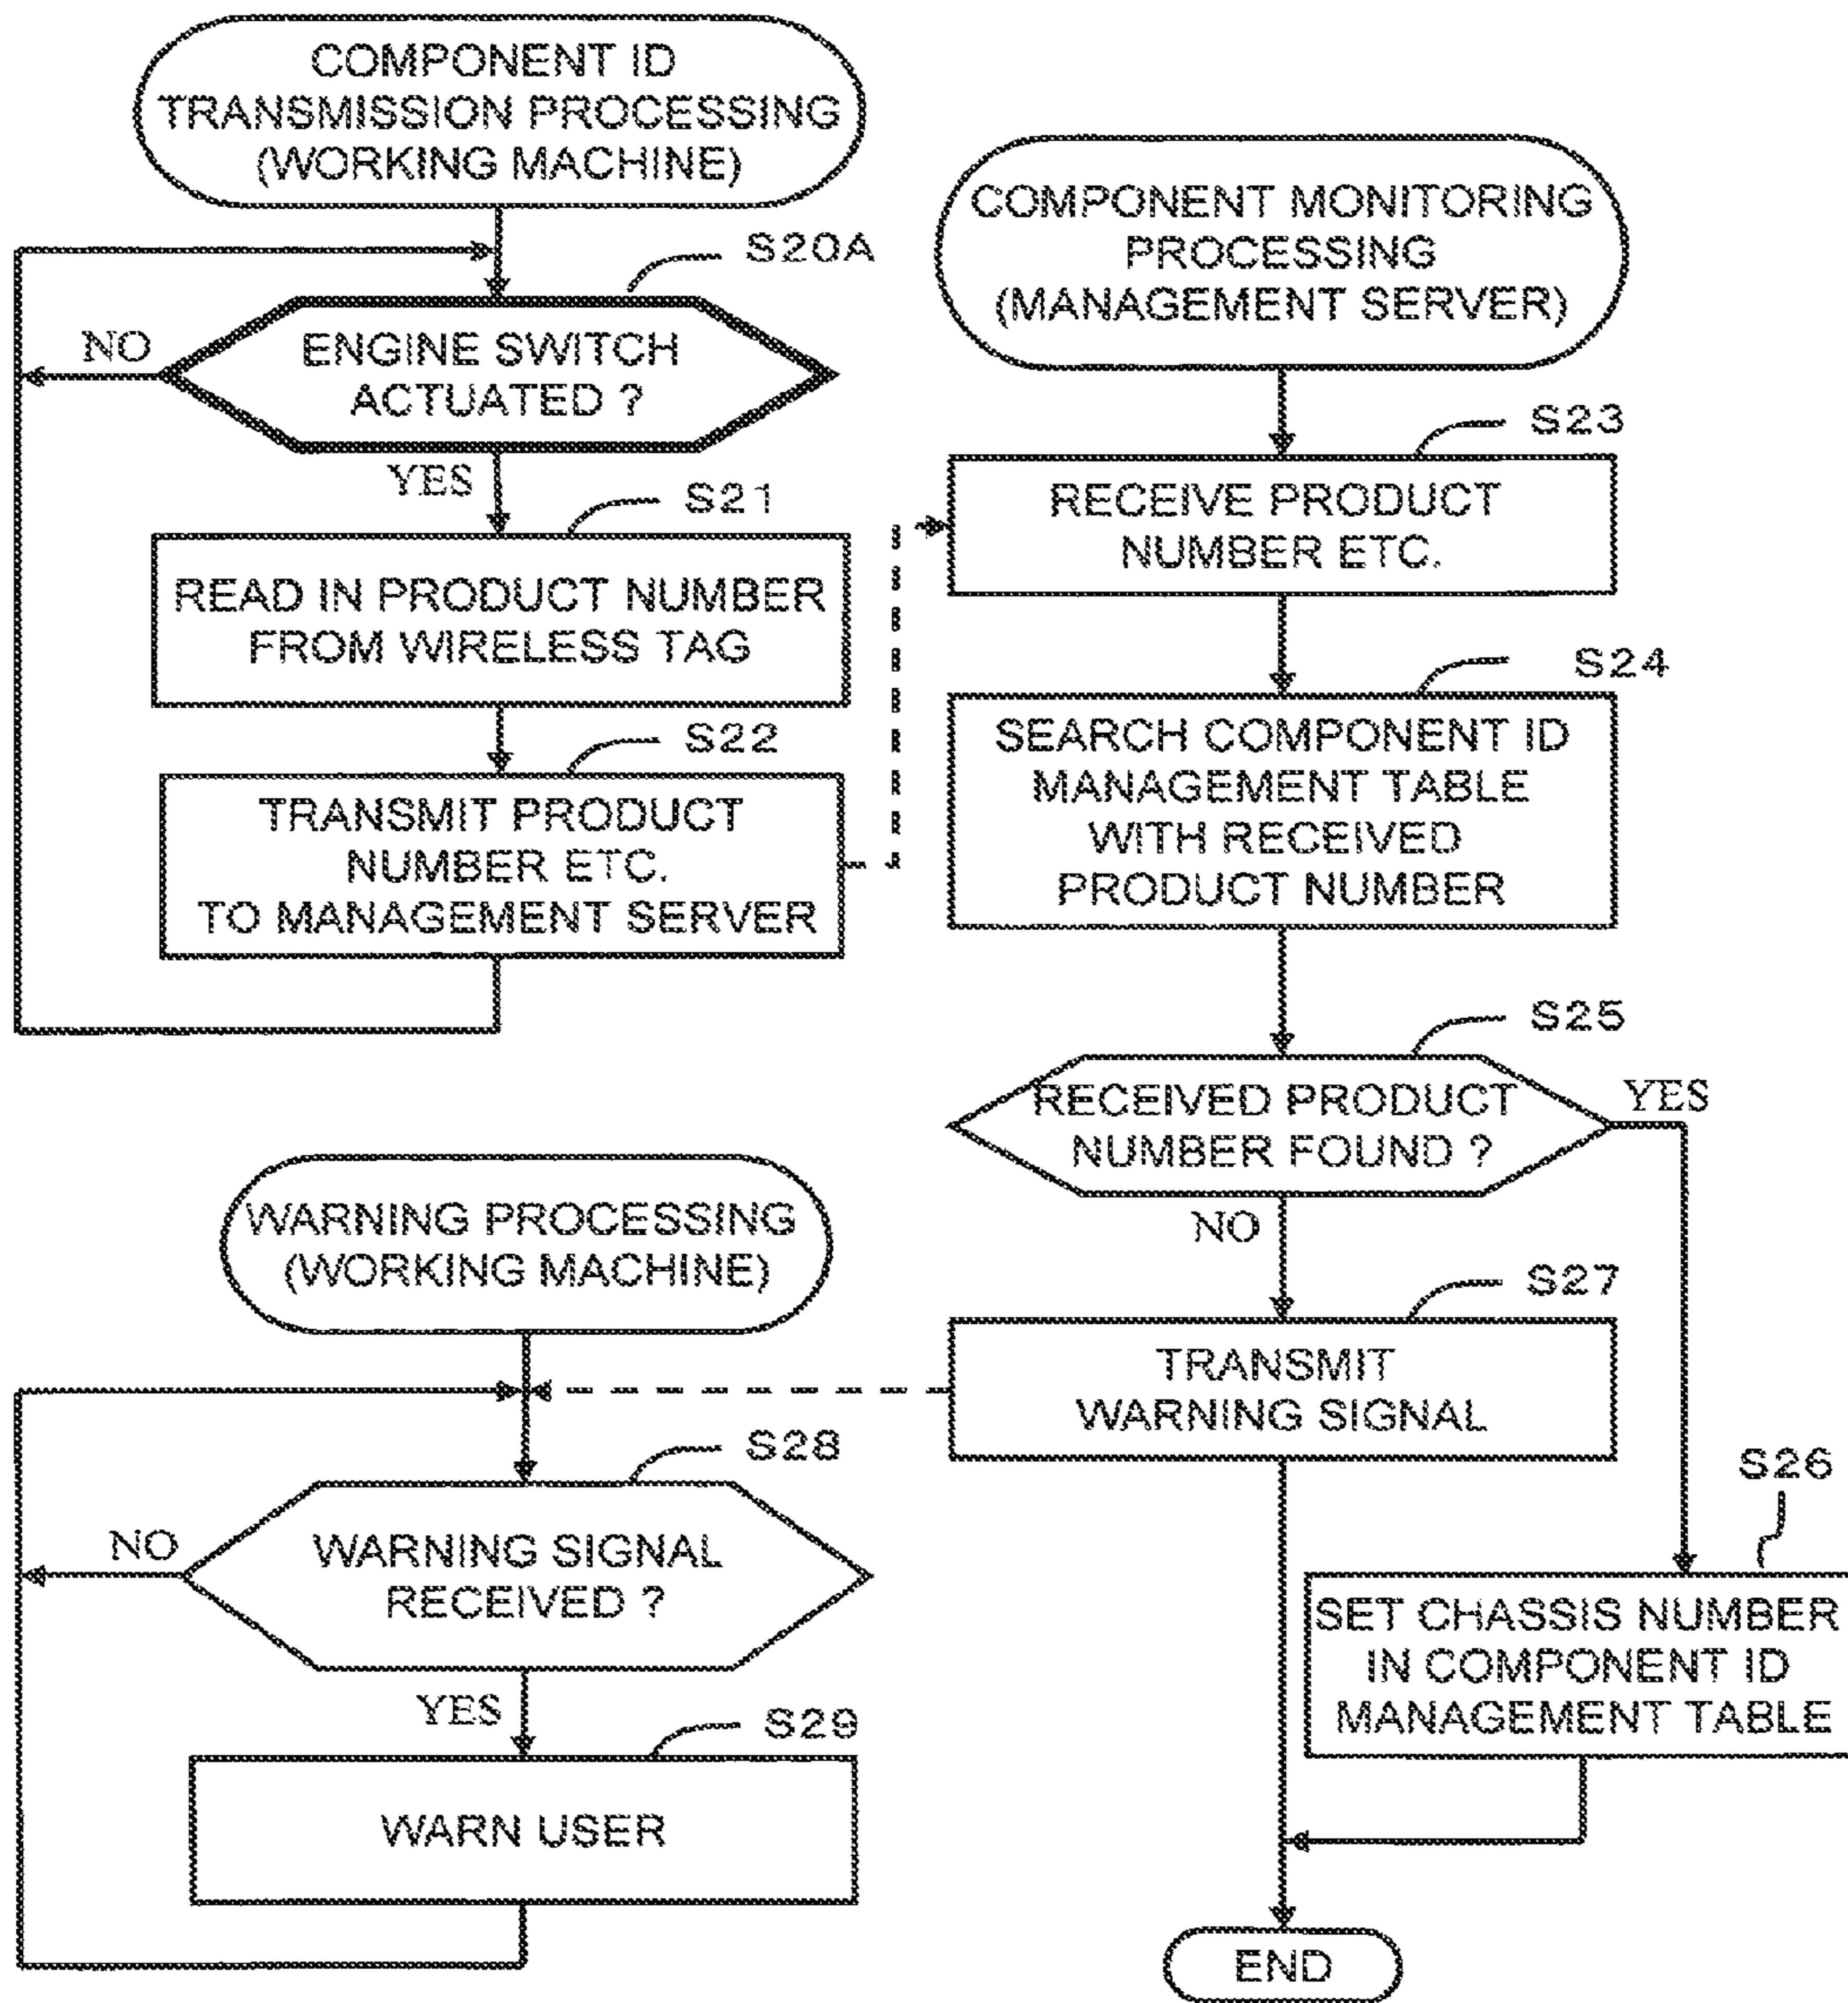 COMPONENT ID
TRANSMISSION PROCESSING
(WORKING MACHINE)
S20A
NO
ENGINE SWITCH
ACTUATED ?
YES
S21
READ IN PRODUCT NUMBER
FROM WIRELESS TAG
S22
TRANSMIT PRODUCT
NUMBER ETC.
TO MANAGEMENT SERVER
COMPONENT MONITORING
PROCESSING
(MANAGEMENT SERVER)
S23
RECEIVE PRODUCT
NUMBER ETC.
S24
SEARCH COMPONENT ID
MANAGEMENT TABLE
WITH RECEIVED
PRODUCT NUMBER
S25
RECEIVED PRODUCT
NUMBER FOUND ?
YES
NO
S27
TRANSMIT
WARNING SIGNAL
S26
SET CHASSIS NUMBER
IN COMPONENT ID
MANAGEMENT TABLE
END
WARNING PROCESSING
(WORKING MACHINE)
S28
NO
WARNING SIGNAL
RECEIVED ?
YES
S29
WARN USER